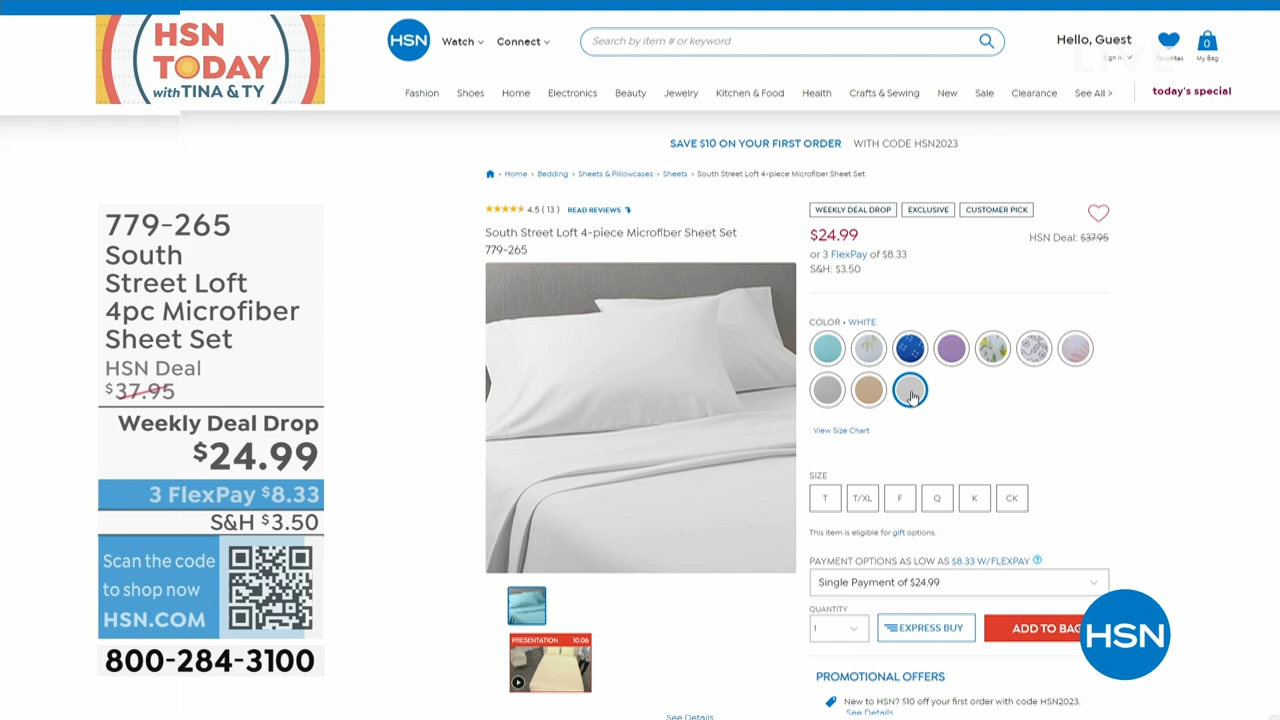 HSN
TODAY
with TINA & TY
HSN
Watch
Connect
Search by item # or keyword
Hello, Guest
Sign In
LIVE
Favorites
0
My Bag
Fashion
Shoes
Home
Electronics
Beauty
Jewelry
Kitchen & Food
Health
Crafts & Sewing
New
Sale
Clearance
See All >
today's special
SAVE $10 ON YOUR FIRST ORDER WITH CODE HSN2023
> Home > Bedding > Sheets & Pillowcases > Sheets > South Street Loft 4-piece Microfiber Sheet Set
779-265
South
Street Loft
4pc Microfiber
Sheet Set
HSN Deal
$37.95
Weekly Deal Drop
$24.99
3 FlexPay $8.33
S&H $3.50
Scan the code
to shop now
HSN.COM
800-284-3100
4.5 ( 13 ) READ REVIEWS
South Street Loft 4-piece Microfiber Sheet Set
779-265
PRESENTATION 10:06
See Details
WEEKLY DEAL DROP
EXCLUSIVE
CUSTOMER PICK
$24.99
HSN Deal: $37.95
or 3 FlexPay of $8.33
S&H: $3.50
COLOR • WHITE
View Size Chart
SIZE
T
T/XL
F
Q
K
CK
This item is eligible for gift options.
PAYMENT OPTIONS AS LOW AS $8.33 W/FLEXPAY ?
Single Payment of $24.99
QUANTITY
1
EXPRESS BUY
ADD TO BAG
HSN
PROMOTIONAL OFFERS
New to HSN? $10 off your first order with code HSN2023.
See Details